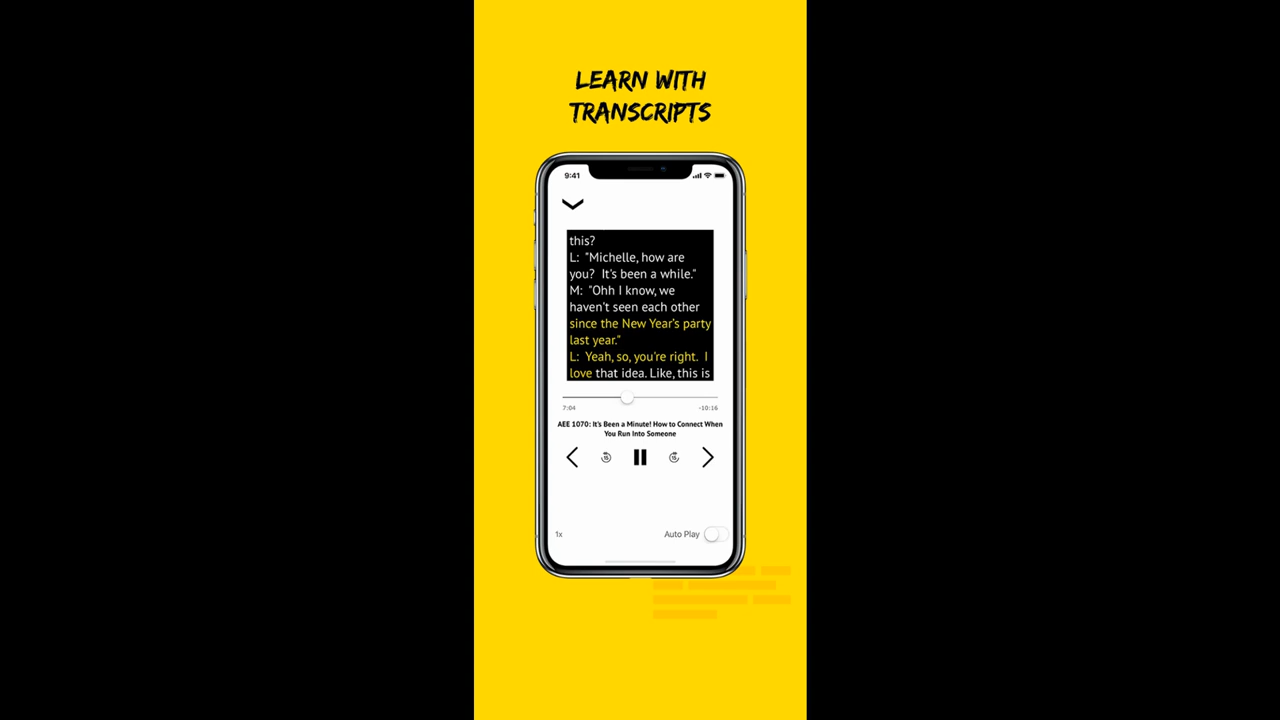 LEARN WITH
TRANSCRIPTS
9:41
this?
L:  "Michelle, how are
you?  It's been a while."
M:  "Ohh I know, we
haven't seen each other
since the New Year's party
last year."
L:  Yeah, so, you're right.  I
love that idea. Like, this is
7:04
-10:16
AEE 1070: It's Been a Minute! How to Connect When
You Run Into Someone
15
15
1x
Auto Play